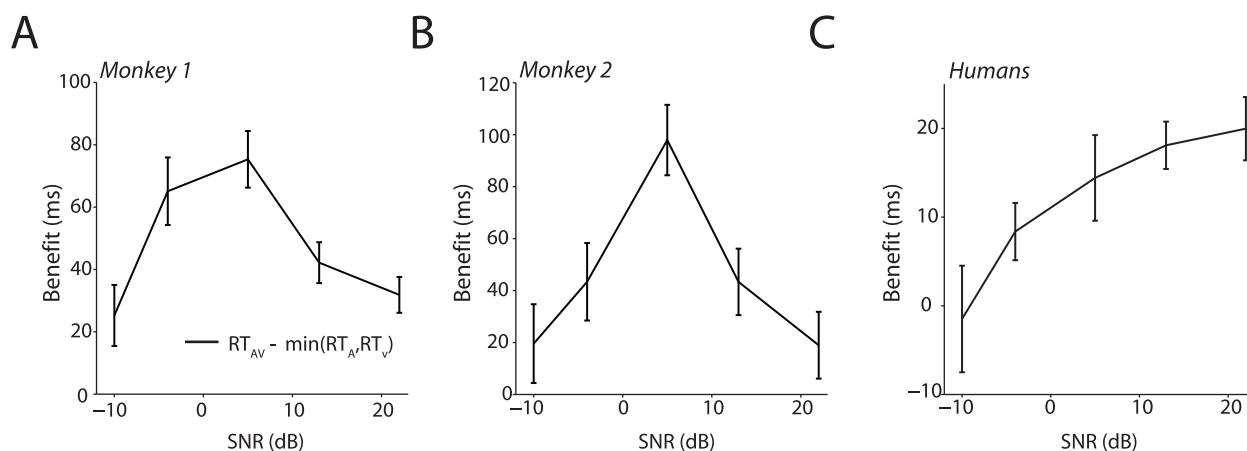 A
B
C
Monkey 1
Monkey 2
Humans
Benefit (ms)
100
80
60
40
20
0
RT_AV - min(RT_A,RT_v)
−10
0
10
20
SNR (dB)
Benefit (ms)
120
100
80
60
40
20
0
−10
0
10
20
SNR (dB)
Benefit (ms)
20
10
0
−10
−10
0
10
20
SNR (dB)